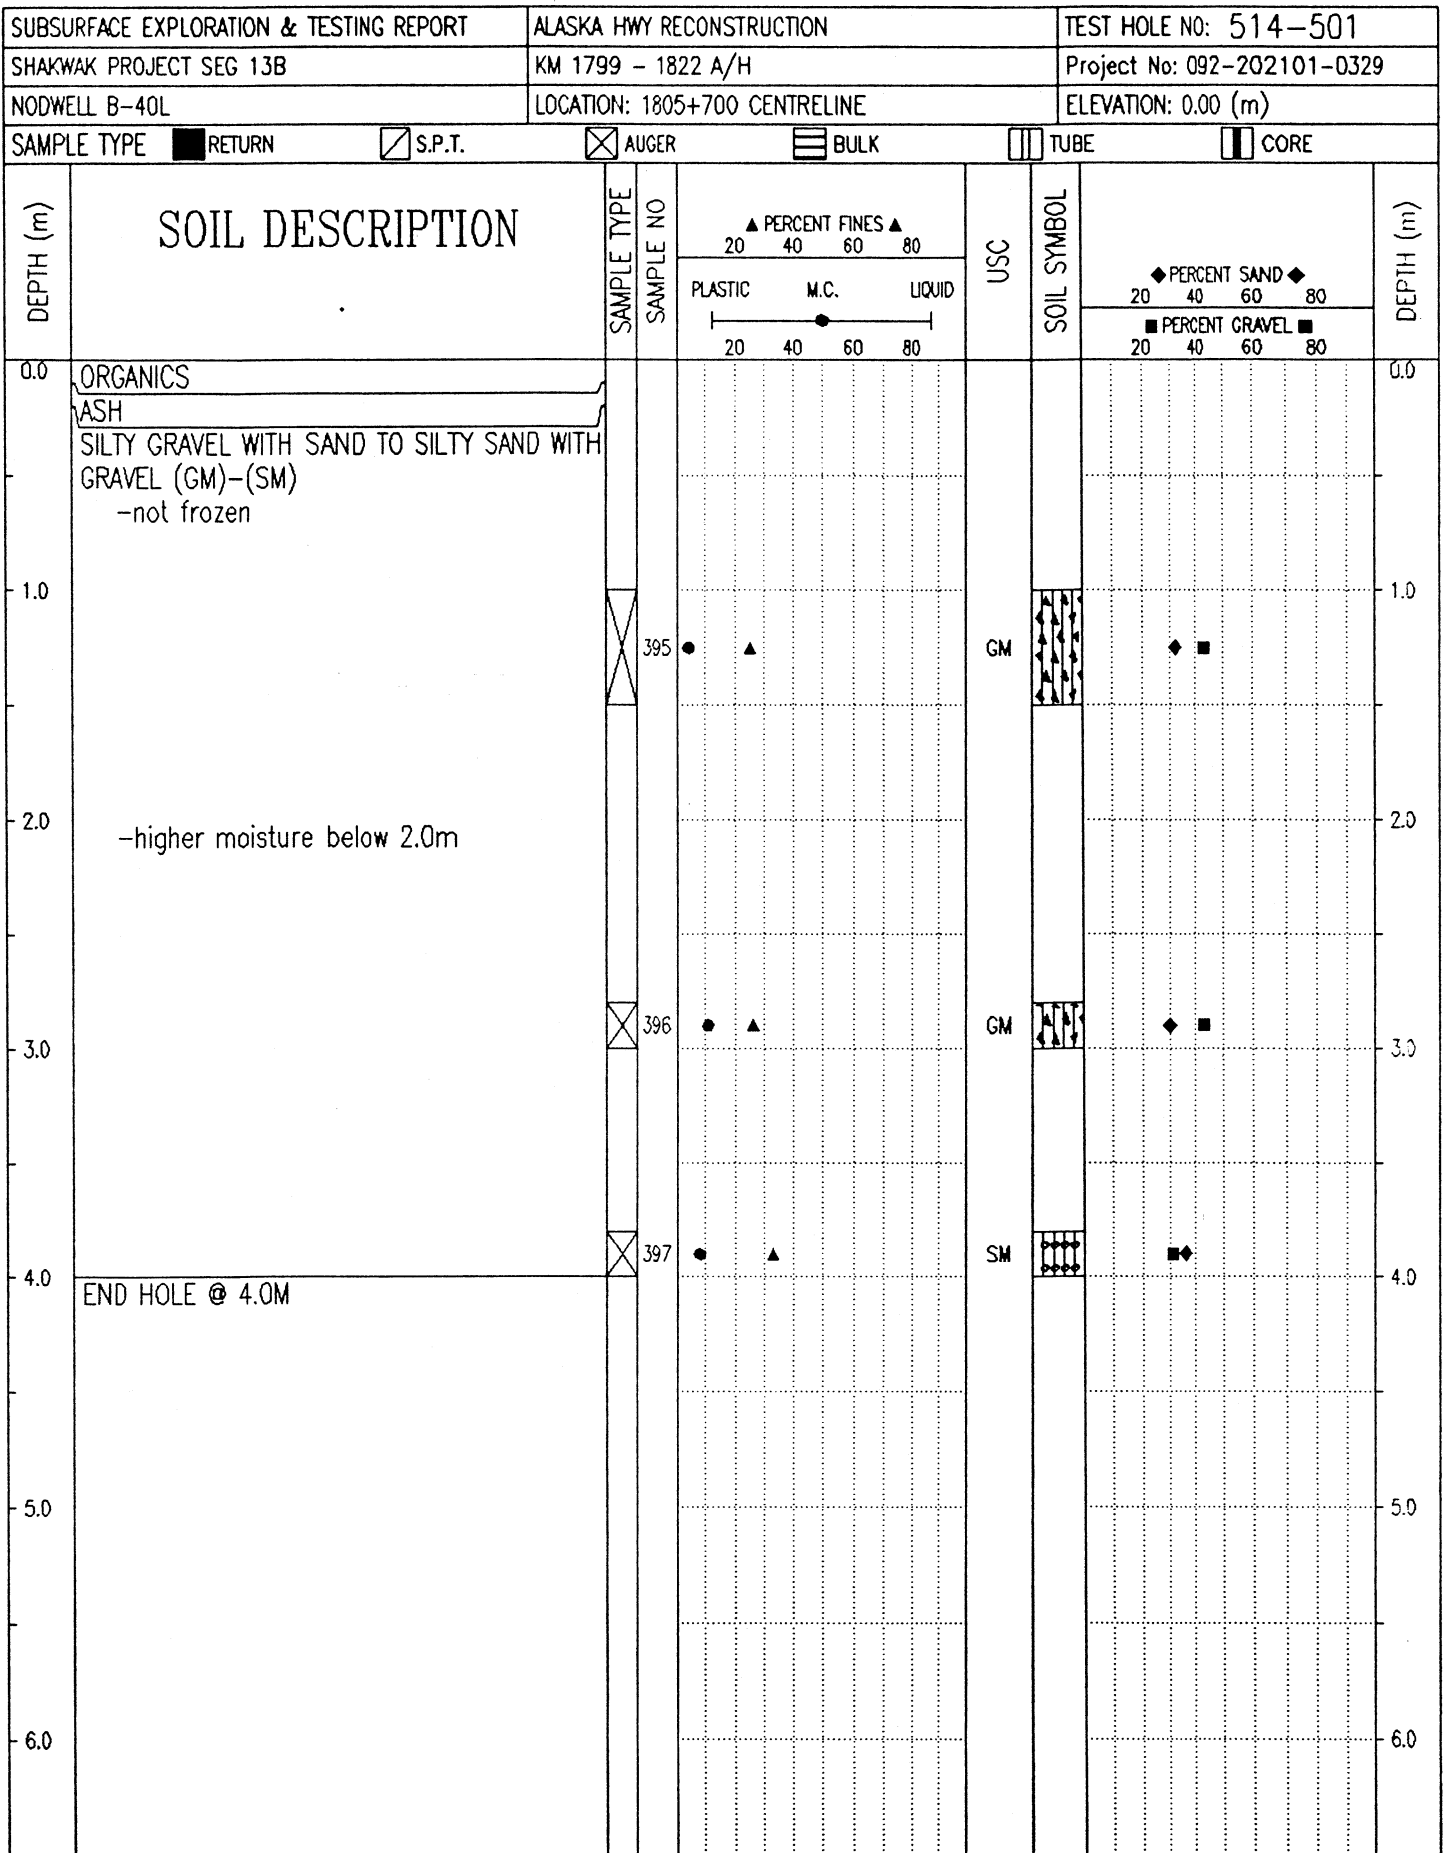 SUBSURFACE EXPLORATION & TESTING REPORT ALASKA HWY RECONSTRUCTION TEST HOLE NO: 514-501
SHAKWAK PROJECT SEG 13B KM 1799 - 1822 A/H Project No: 092-202101-0329
NODWELL B-40L LOCATION: 1805+700 CENTRELINE ELEVATION: 0.00 (m)
SAMPLE TYPE RETURN S.P.T. AUGER BULK TUBE CORE
DEPTH (m)
SOIL DESCRIPTION
SAMPLE TYPE
SAMPLE NO
PERCENT FINES
20 40 60 80
PLASTIC M.C. LIQUID
20 40 60 80
USC
SOIL SYMBOL
PERCENT SAND
20 40 60 80
PERCENT GRAVEL
20 40 60 80
DEPTH (m)
0.0 ORGANICS 0.0
ASH
SILTY GRAVEL WITH SAND TO SILTY SAND WITH
GRAVEL (GM)-(SM)
-not frozen
1.0 1.0
395 GM
2.0 -higher moisture below 2.0m 2.0
396 GM
3.0 3.0
397 SM
4.0 4.0
END HOLE @ 4.0M
5.0 5.0
6.0 6.0